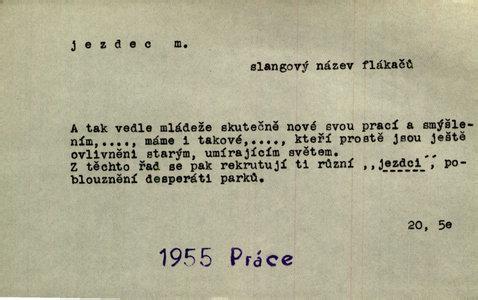 jezdec m.
slangový název flákačů
A tak vedle mládeže skutečně nové svou prací a smýšle-
ním,...., máme i takové,...., kteří prostě jsou ještě
ovlivněni starým, umírajícím světem.
Z těchto řad se pak rekrutují ti různí ,,jezdci´´, po-
blouznění desperáti parků.
20, 5e
1955 Práce